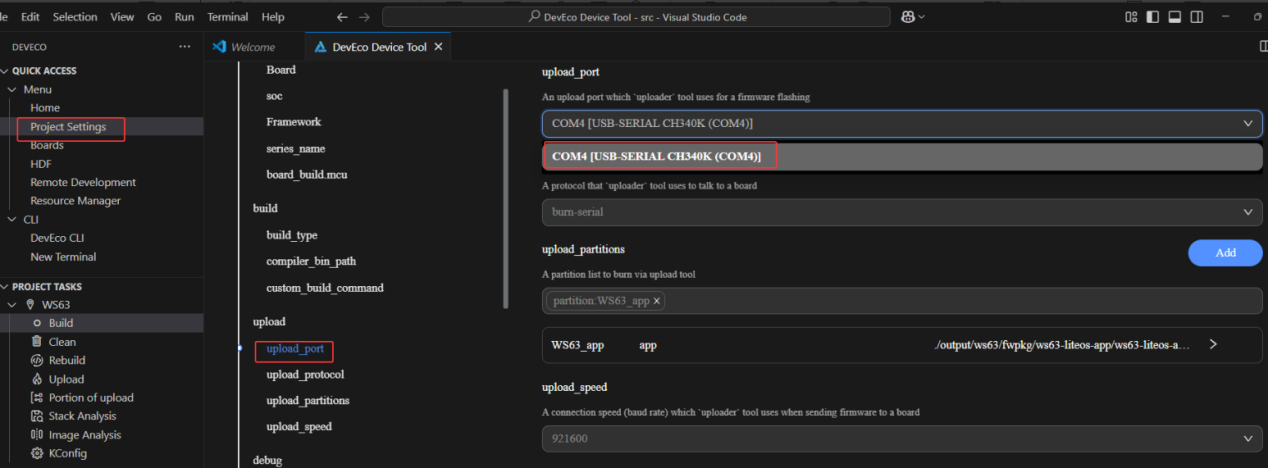 le Edit Selection View Go Run Terminal Help
DevEco Device Tool - src - Visual Studio Code
DEVECO
Welcome
DevEco Device Tool
QUICK ACCESS
Menu
Home
Project Settings
Boards
HDF
Remote Development
Resource Manager
CLI
DevEco CLI
New Terminal
PROJECT TASKS
WS63
Build
Clean
Rebuild
Upload
Portion of upload
Stack Analysis
Image Analysis
KConfig
Board
soc
Framework
series_name
board_build.mcu
build
build_type
compiler_bin_path
custom_build_command
upload
upload_port
upload_protocol
upload_partitions
upload_speed
debug
upload_port
An upload port which `uploader` tool uses for a firmware flashing
COM4 [USB-SERIAL CH340K (COM4)]
COM4 [USB-SERIAL CH340K (COM4)]
A protocol that `uploader` tool uses to talk to a board
burn-serial
upload_partitions
Add
A partition list to burn via upload tool
partition:WS63_app
WS63_app app ./output/ws63/fwpkg/ws63-liteos-app/ws63-liteos-a...
upload_speed
A connection speed (baud rate) which `uploader` tool uses when sending firmware to a board
921600